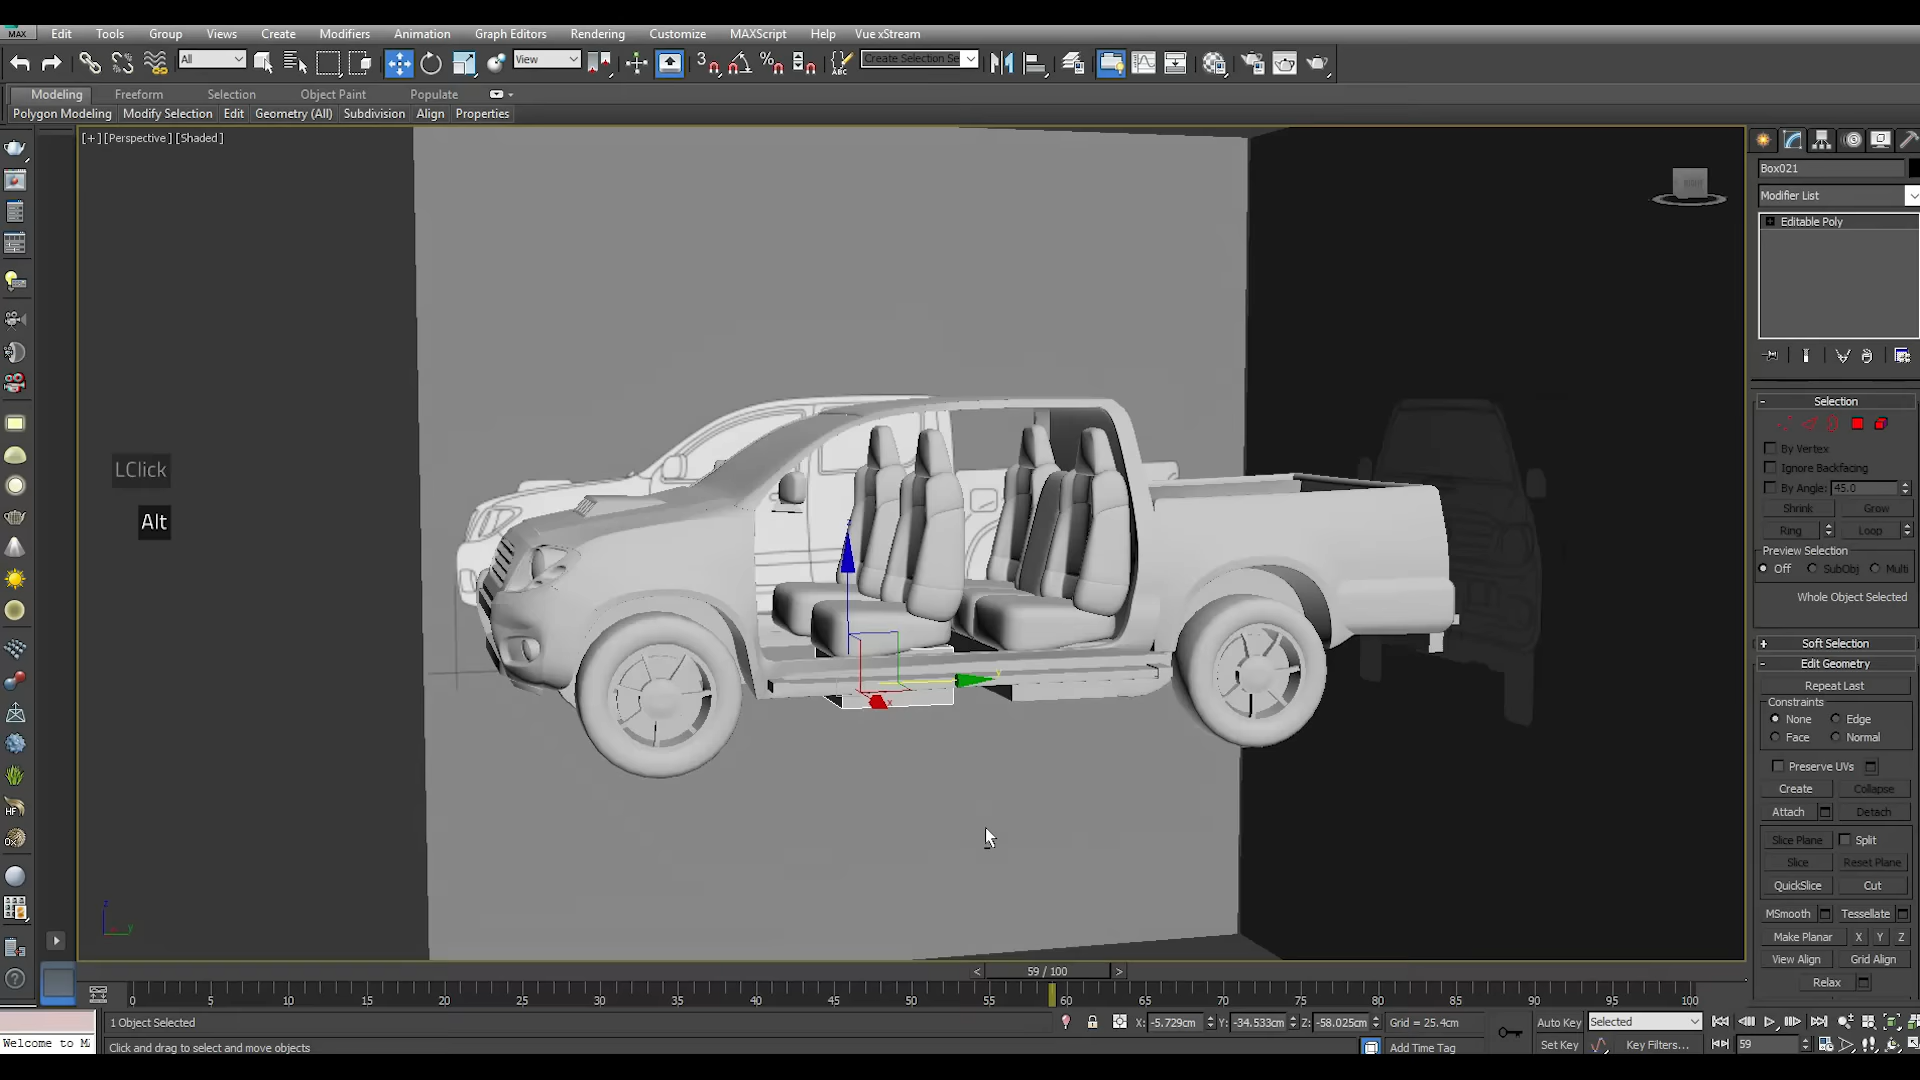 MAX Edit Tools Group Views Create Modifiers Animation Graph Editors Rendering Customize MAXScript Help Vue xStream
All View 3 ABC Create Selection Se
Modeling Freeform Selection Object Paint Populate
Polygon Modeling Modify Selection Edit Geometry (All) Subdivision Align Properties
[+] [Perspective] [Shaded]
Box021
Modifier List
Editable Poly
Selection
By Vertex
Ignore Backfacing
By Angle: 45.0
Shrink Grow
Ring Loop
Preview Selection
Off SubObj Multi
Whole Object Selected
Soft Selection
Edit Geometry
Repeat Last
Constraints
None Edge
Face Normal
Preserve UVs
Create Collapse
Attach Detach
Slice Plane Split
Slice Reset Plane
QuickSlice Cut
MSmooth Tessellate
Make Planar X Y Z
View Align Grid Align
Relax
LClick
Alt
z
y
x
z
y
HF
< 59 / 100 >
0 5 10 15 20 25 30 35 40 45 50 55 60 65 70 75 80 85 90 95 100
1 Object Selected X: -5.729cm Y: -34.533cm Z: -58.025cm Grid = 25.4cm Auto Key Selected
Welcome to M
Click and drag to select and move objects Add Time Tag Set Key Key Filters... 59